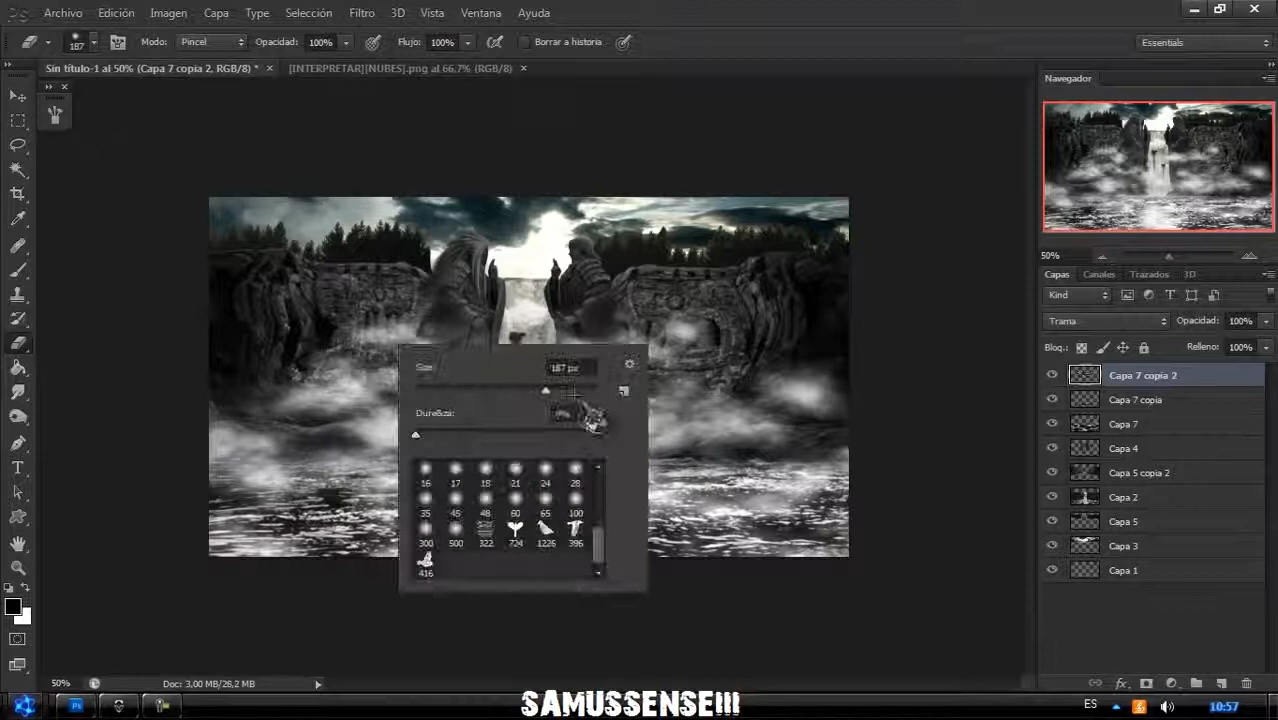 PS Archivo Edición Imagen Capa Type Selección Filtro 3D Vista Ventana Ayuda
187 Modo: Pincel Opacidad: 100% Flujo: 100% Borrar a historia Essentials
Sin título-1 al 50% (Capa 7 copia 2, RGB/8) * [INTERPRETAR][NUBES].png al 66,7% (RGB/8)
Navegador
50%
Capas Canales Trazados 3D
Kind
Trama Opacidad: 100%
Bloq.: Relleno: 100%
Capa 7 copia 2
Capa 7 copia
Capa 7
Capa 4
Capa 5 copia 2
Capa 2
Capa 5
Capa 3
Capa 1
Size 187 px
Dureza:
16 17 18 21 24 28
35 45 48 60 65 100
300 500 322 724 1226 396
416
50% Doc: 3,00 MB/26,2 MB
SAMUSSENSE!!!
Ps ES 10:57